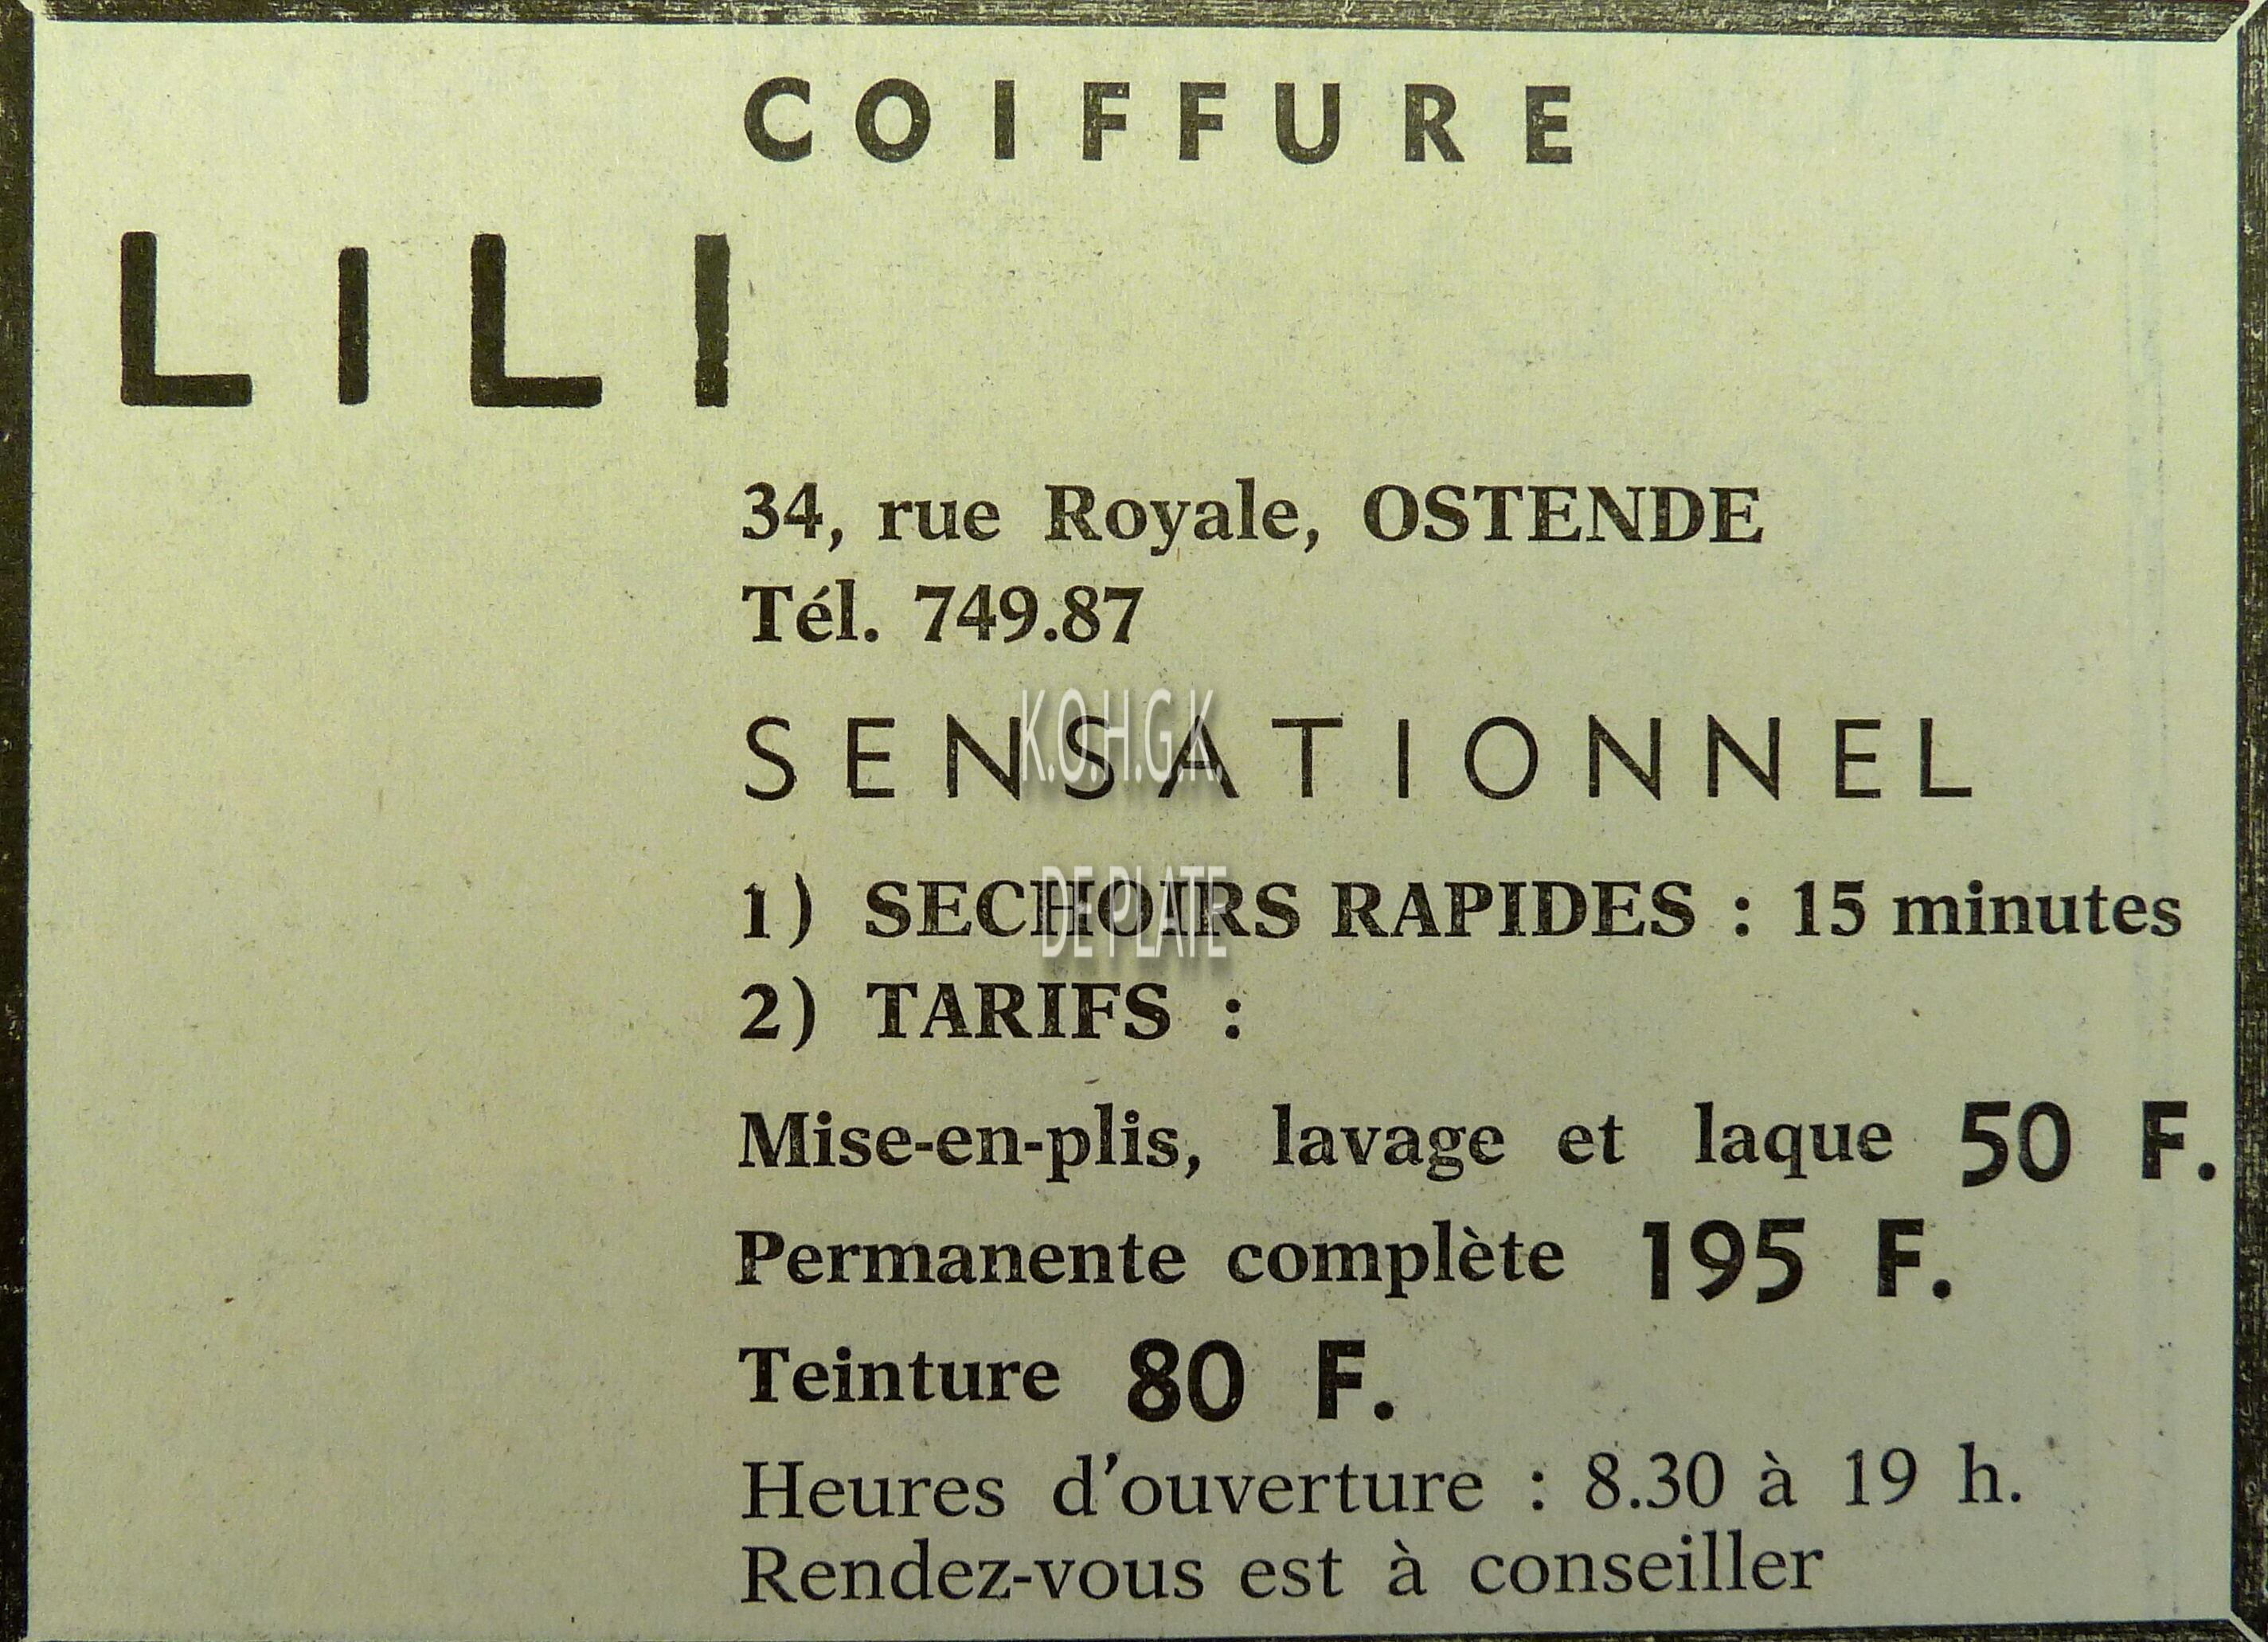 COIFFURE
LILI
34, rue Royale, OSTENDE
Tél. 749.87
K.O.H.G.K.
SENSATIONNEL
DE PLATE
1) SECHOIRS RAPIDES : 15 minutes
2) TARIFS :
Mise-en-plis, lavage et laque 50 F.
Permanente complète 195 F.
Teinture 80 F.
Heures d'ouverture : 8.30 à 19 h.
Rendez-vous est à conseiller